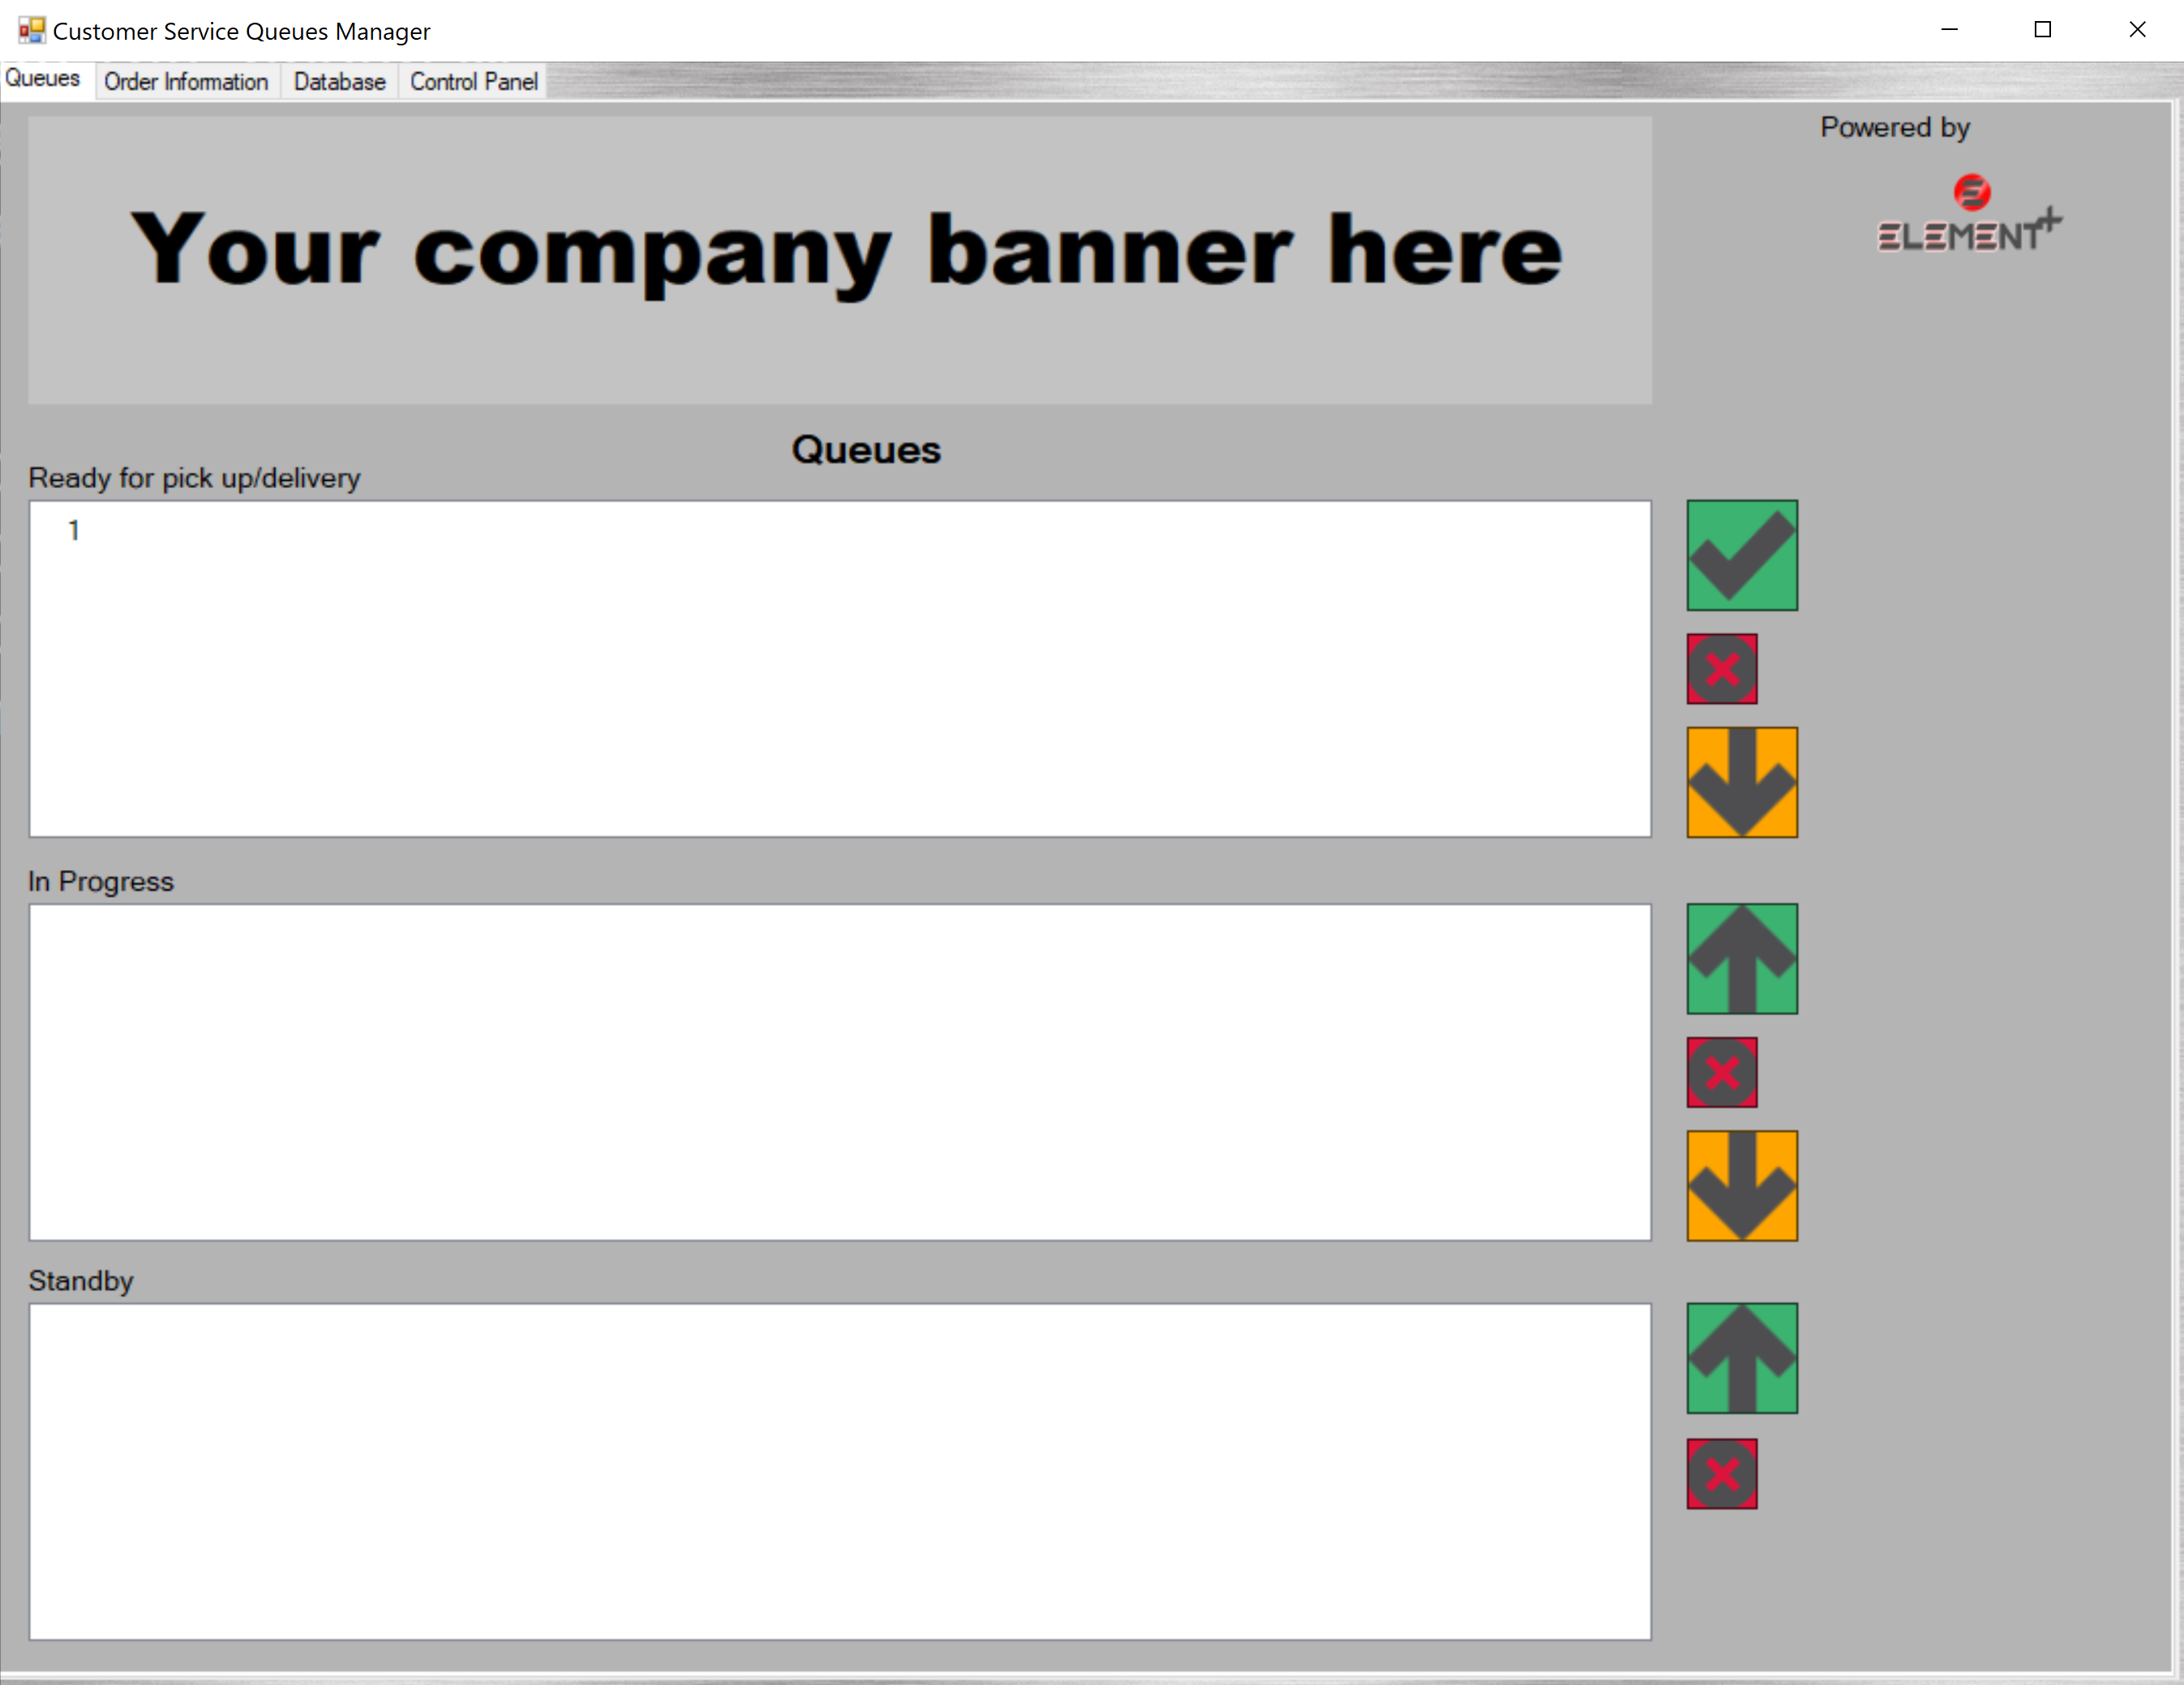 Customer Service Queues Manager
Queues Order Information Database Control Panel
Powered by
ELEMENT+
Your company banner here
Queues
Ready for pick up/delivery
1
In Progress
Standby